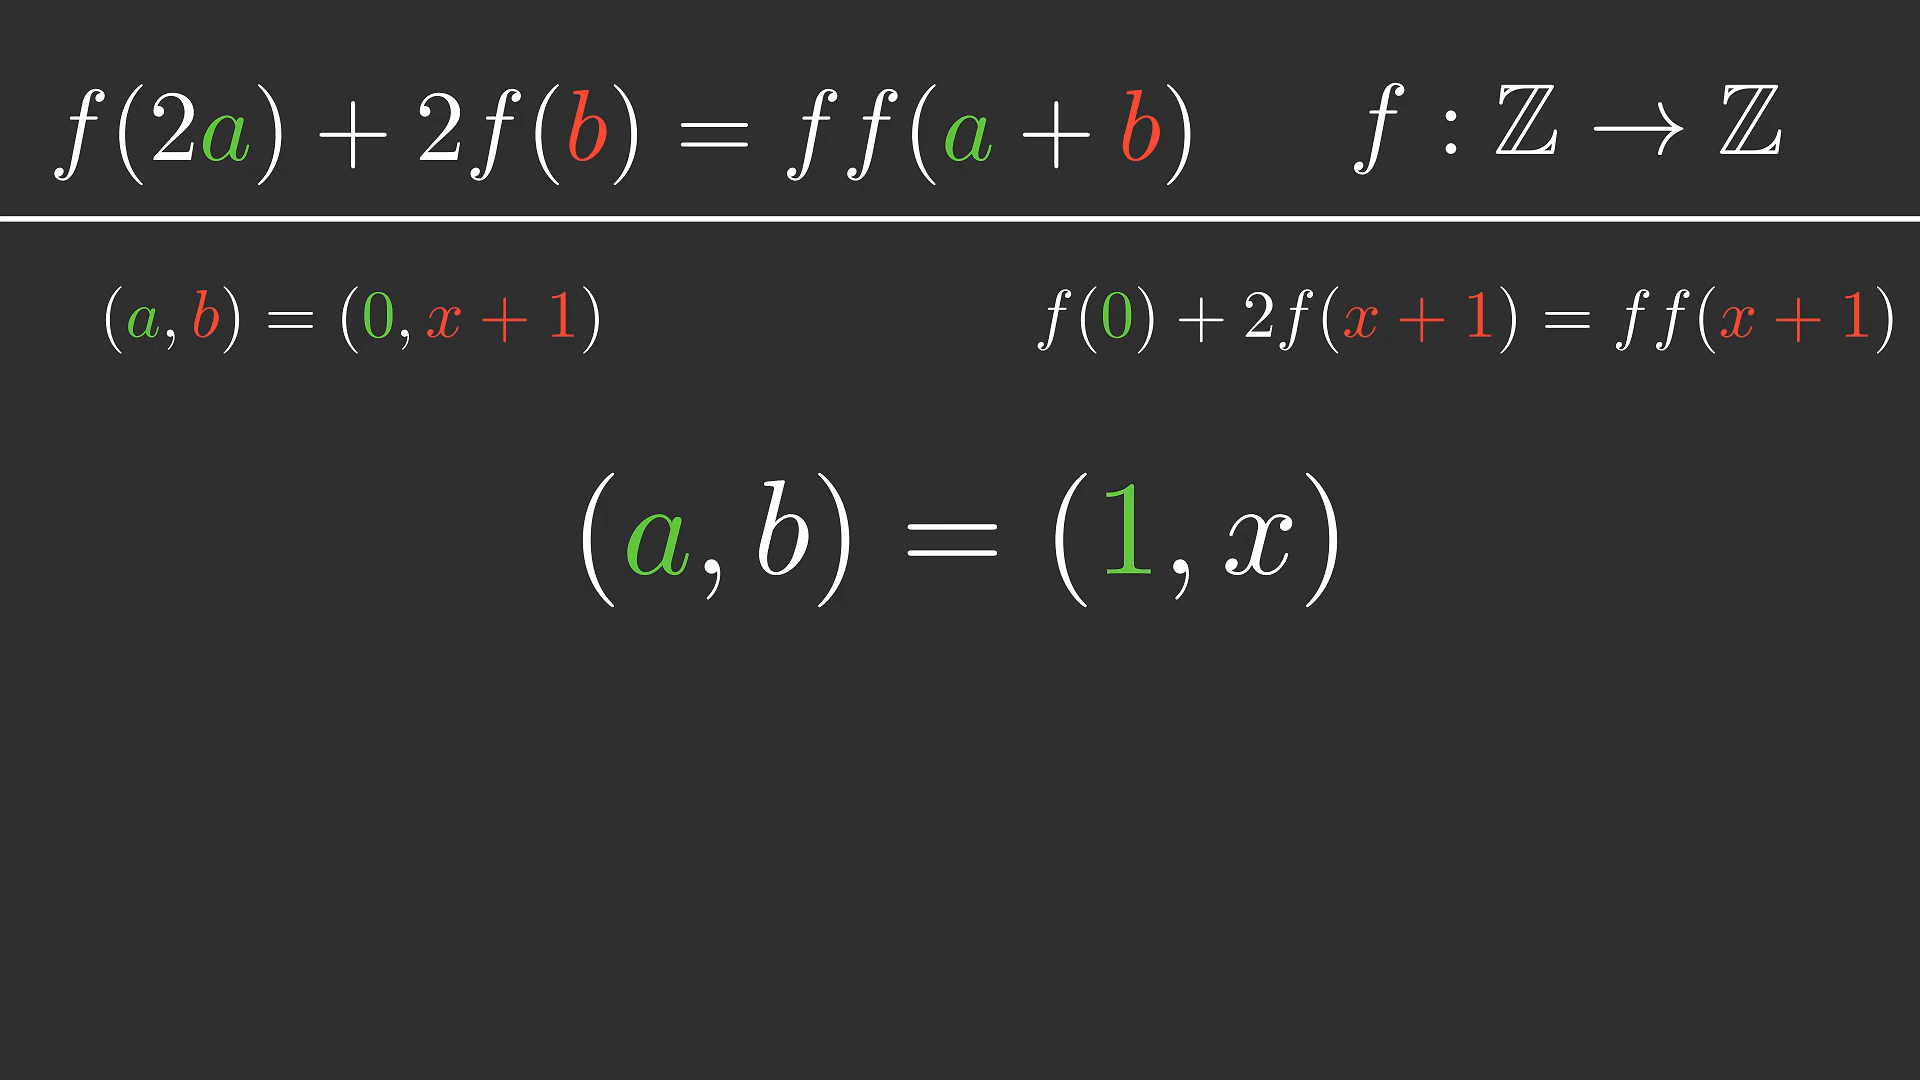 f(2a) + 2f(b) = ff(a + b) f : ℤ → ℤ
(a, b) = (0, x + 1) f(0) + 2f(x + 1) = ff(x + 1)
(a, b) = (1, x)